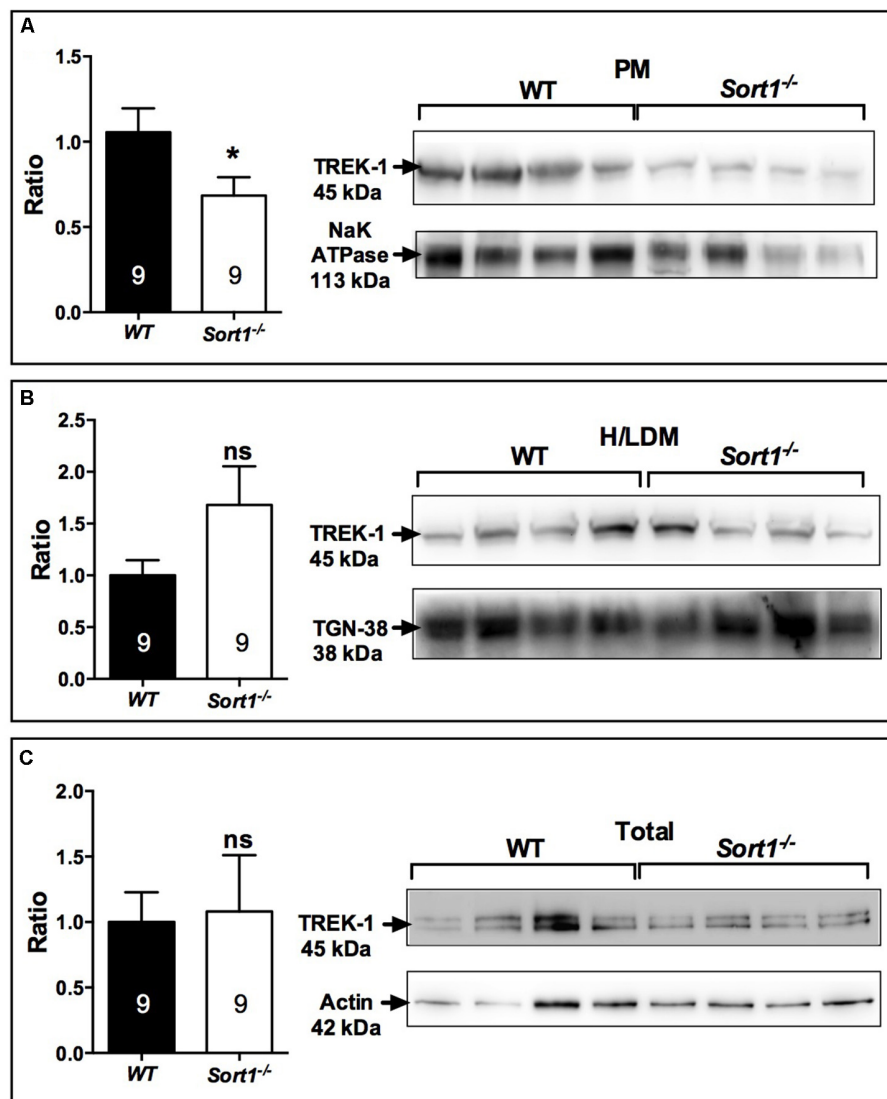 A
1.5
1.0
0.5
0.0
Ratio
*
9
9
WT
Sort1-/-
PM
WT
Sort1-/-
TREK-1
45 kDa
NaK
ATPase
113 kDa
B
2.5
2.0
1.5
1.0
0.5
0.0
Ratio
ns
9
9
WT
Sort1-/-
H/LDM
WT
Sort1-/-
TREK-1
45 kDa
TGN-38
38 kDa
C
2.0
1.5
1.0
0.5
0.0
Ratio
ns
9
9
WT
Sort1-/-
Total
WT
Sort1-/-
TREK-1
45 kDa
Actin
42 kDa